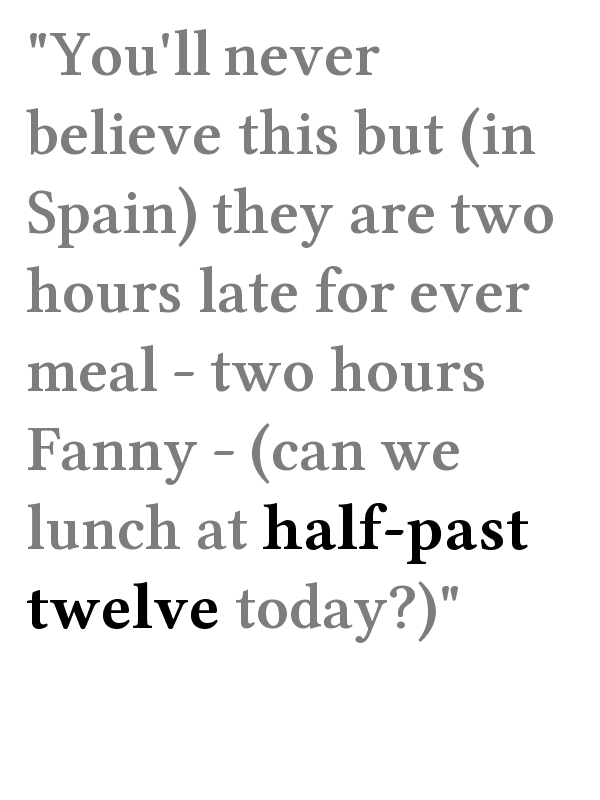 "You'll never
believe this but (in
Spain) they are two
hours late for ever
meal - two hours
Fanny - (can we
lunch at half-past
twelve today?)"